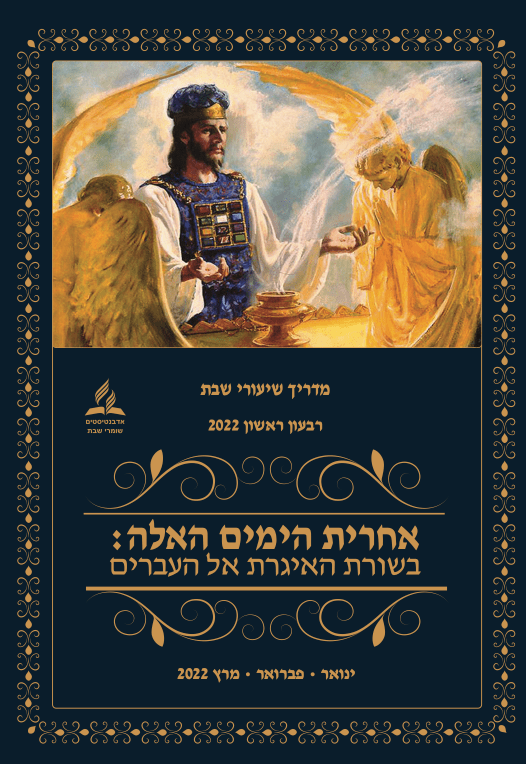 מדריך שיעורי שבת
רבעון ראשון 2022
אדבנטיסטים
שומרי שבת
אחרית הימים האלה:
בשורת האיגרת אל העברים
ינואר • פברואר • מרץ 2022